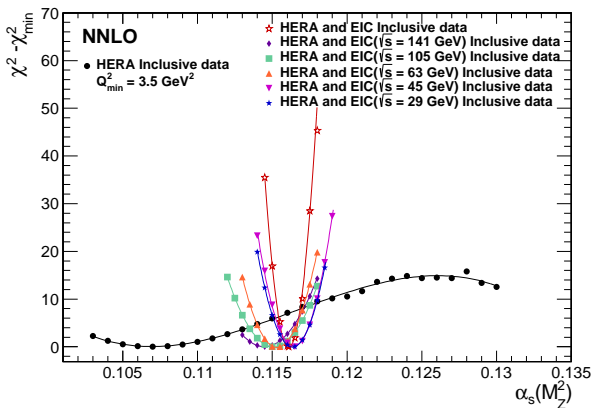 NNLO
HERA Inclusive data
Q²min = 3.5 GeV²
HERA and EIC Inclusive data
HERA and EIC(√s = 141 GeV) Inclusive data
HERA and EIC(√s = 105 GeV) Inclusive data
HERA and EIC(√s = 63 GeV) Inclusive data
HERA and EIC(√s = 45 GeV) Inclusive data
HERA and EIC(√s = 29 GeV) Inclusive data
χ² -χ²min
70
60
50
40
30
20
10
0
0.105 0.11 0.115 0.12 0.125 0.13 0.135
αs(M²Z)